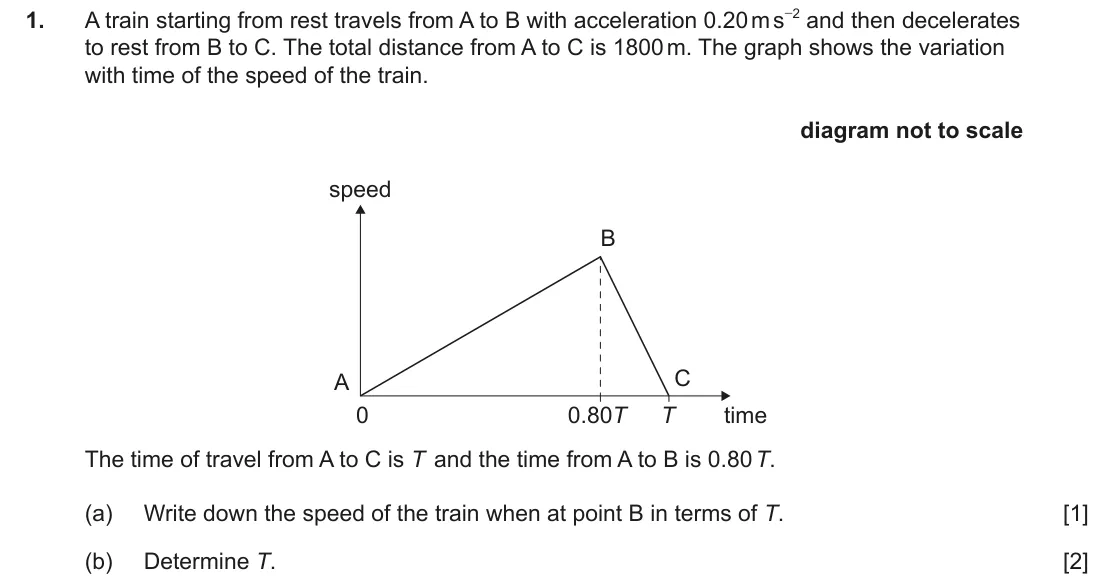 1. A train starting from rest travels from A to B with acceleration 0.20 m s⁻² and then decelerates
to rest from B to C. The total distance from A to C is 1800 m. The graph shows the variation
with time of the speed of the train.
diagram not to scale
speed
B
A
C
0
0.80T
T
time
The time of travel from A to C is T and the time from A to B is 0.80 T.
(a) Write down the speed of the train when at point B in terms of T. [1]
(b) Determine T. [2]